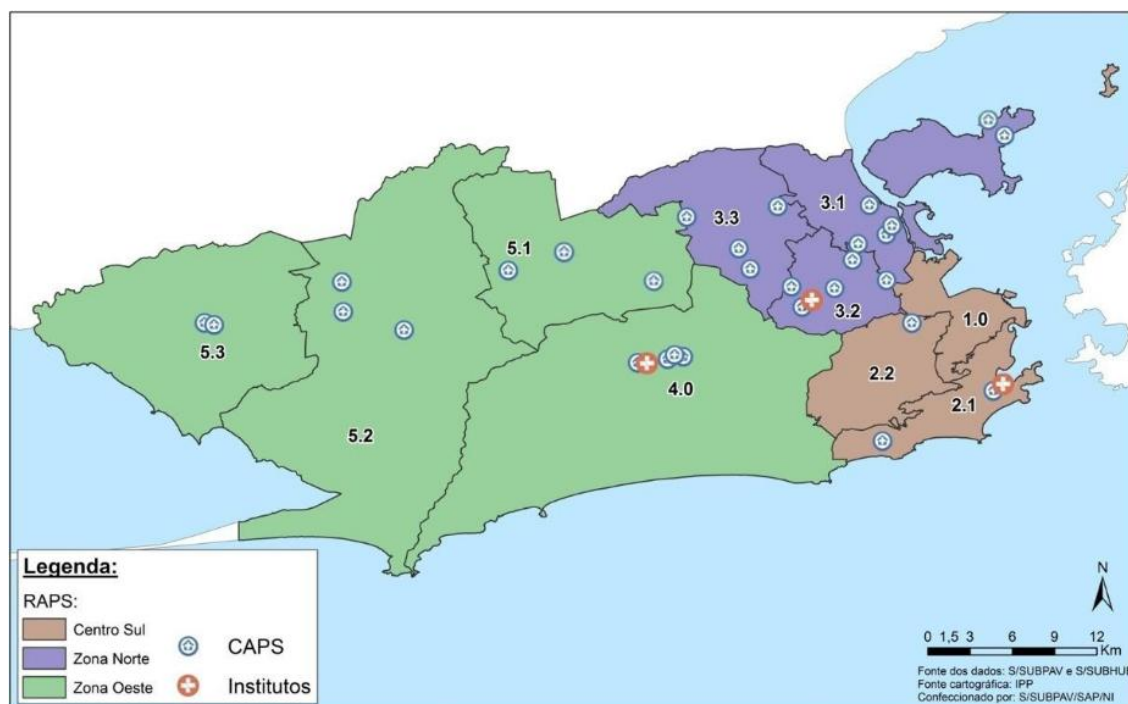 3.1
3.3
5.1
3.2
1.0
5.3
2.2
4.0
2.1
5.2
Legenda:
RAPS:
Centro Sul
Zona Norte
Zona Oeste
CAPS
Institutos
N
0 1,5 3 6 9 12
Km
Fonte dos dados: S/SUBPAV e S/SUBHUE
Fonte cartográfica: IPP
Confeccionado por: S/SUBPAV/SAP/NI